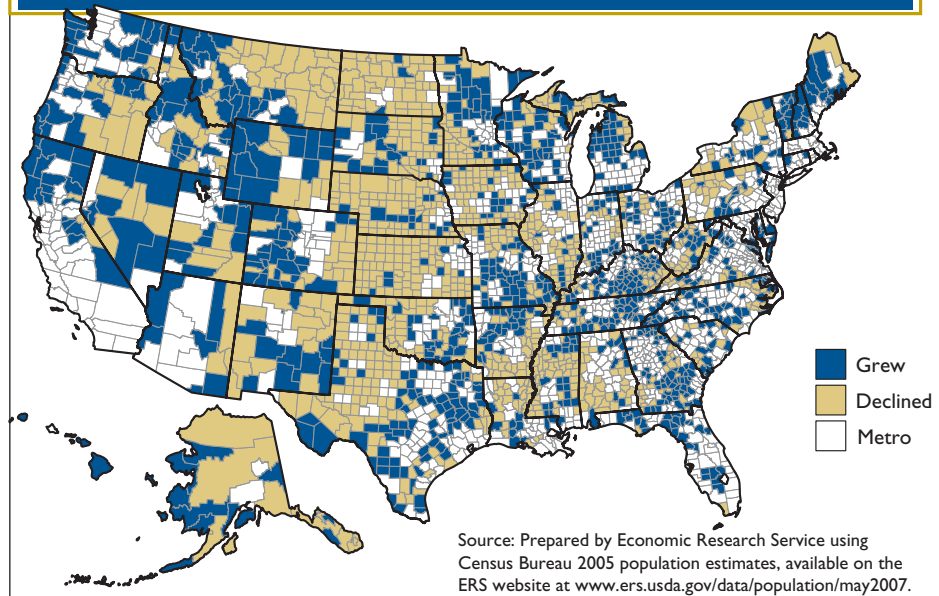 Grew
Declined
Metro
Source: Prepared by Economic Research Service using
Census Bureau 2005 population estimates, available on the
ERS website at www.ers.usda.gov/data/population/may2007.